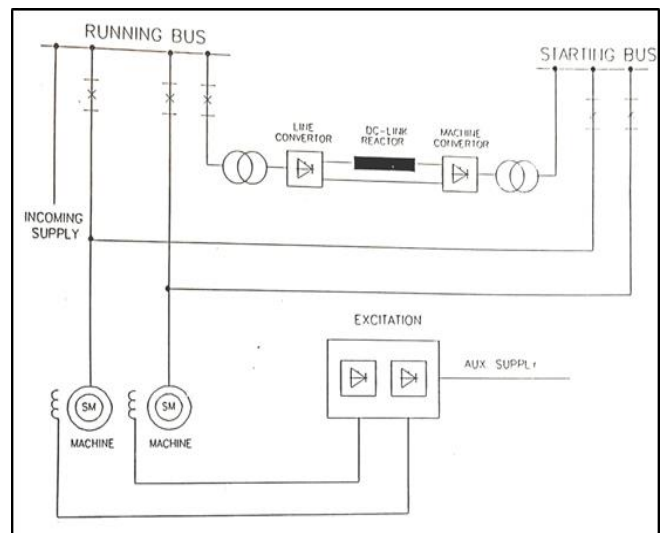 RUNNING BUS
STARTING BUS
LINE
CONVERTOR
DC-LINK
REACTOR
MACHINE
CONVERTOR
INCOMING
SUPPLY
EXCITATION
AUX SUPPLY
SM
MACHINE
SM
MACHINE